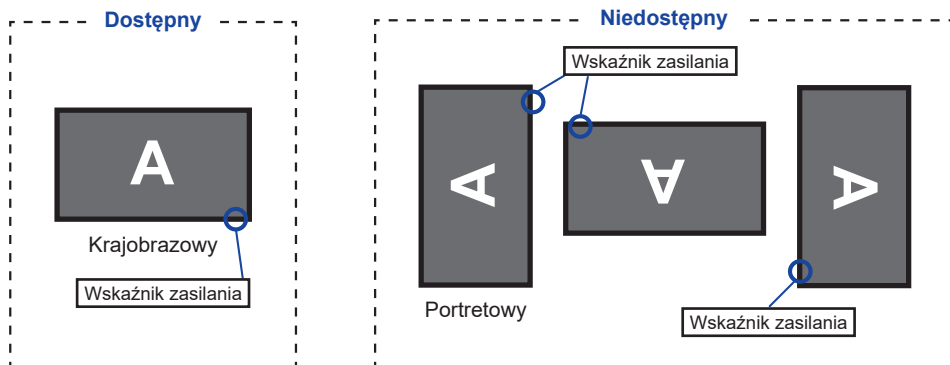 Dostępny
A
Krajobrazowy
Wskaźnik zasilania
Niedostępny
Wskaźnik zasilania
A
A
A
Portretowy
Wskaźnik zasilania